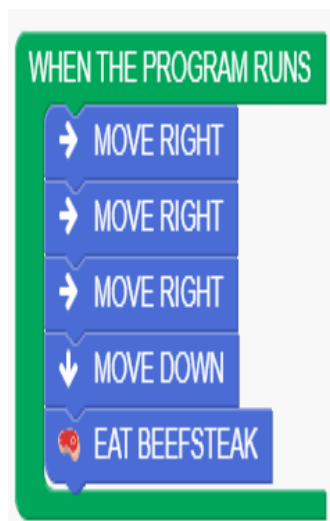 WHEN THE PROGRAM RUNS
MOVE RIGHT
MOVE RIGHT
MOVE RIGHT
MOVE DOWN
EAT BEEFSTEAK